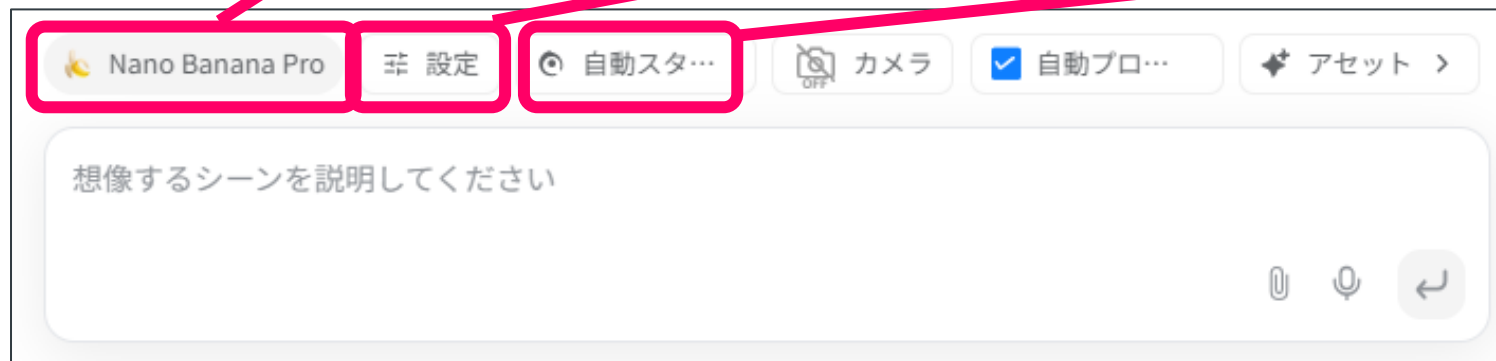 Nano Banana Pro 設定 自動スタ… カメラ 自動プロ… アセット
OFF
想像するシーンを説明してください